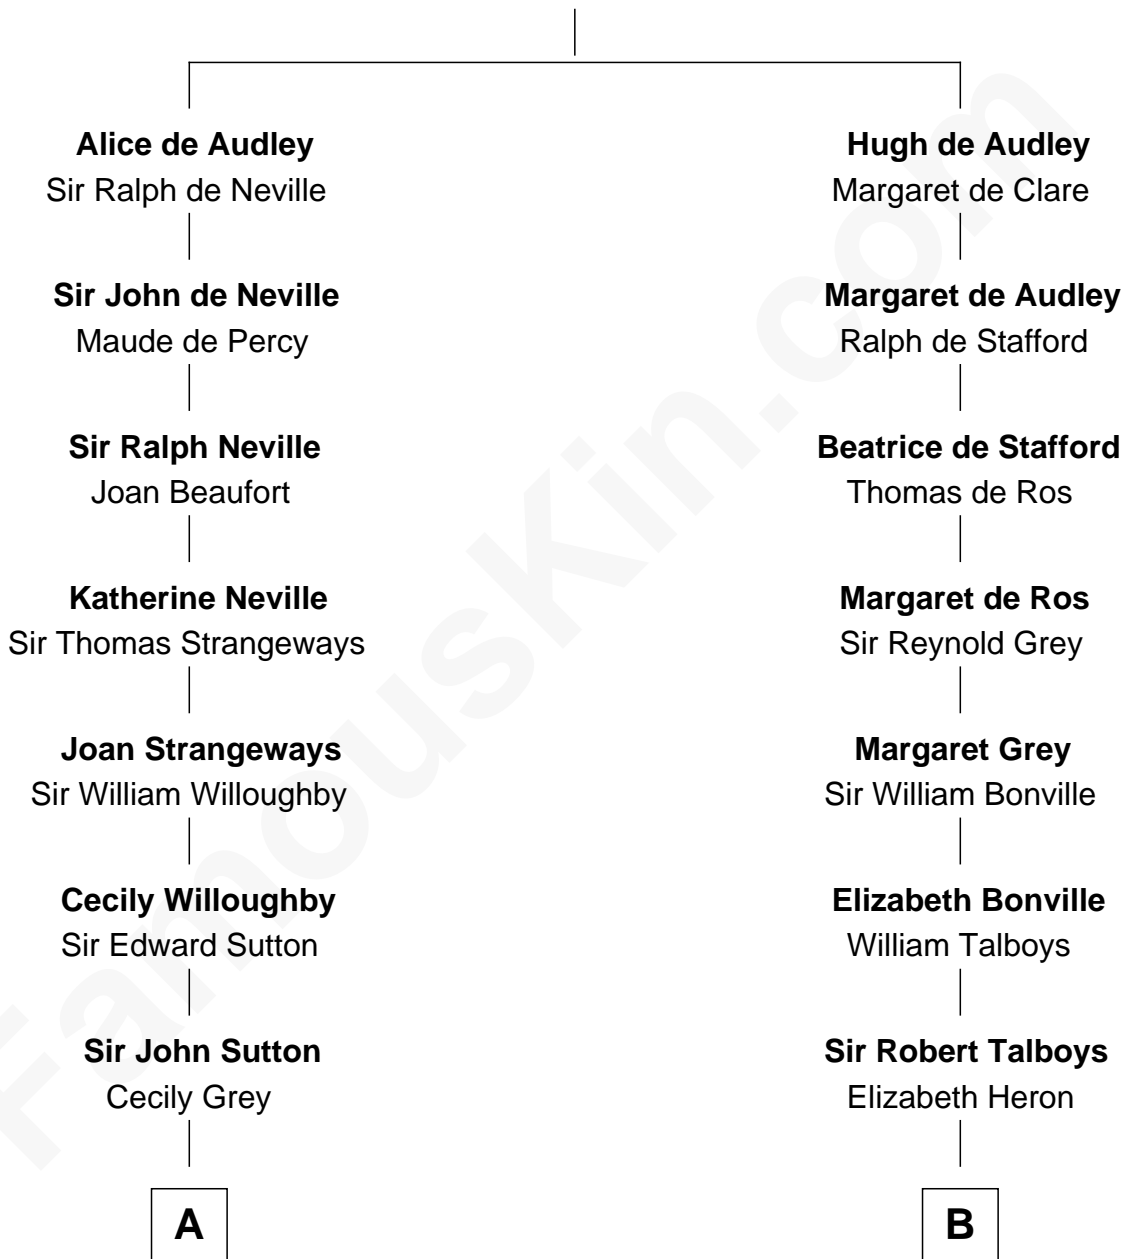 Alice de Audley
Sir Ralph de Neville
Sir John de Neville
Maude de Percy
Sir Ralph Neville
Joan Beaufort
Katherine Neville
Sir Thomas Strangeways
Joan Strangeways
Sir William Willoughby
Cecily Willoughby
Sir Edward Sutton
Sir John Sutton
Cecily Grey
A
Hugh de Audley
Margaret de Clare
Margaret de Audley
Ralph de Stafford
Beatrice de Stafford
Thomas de Ros
Margaret de Ros
Sir Reynold Grey
Margaret Grey
Sir William Bonville
Elizabeth Bonville
William Talboys
Sir Robert Talboys
Elizabeth Heron
B
FamousKin.com